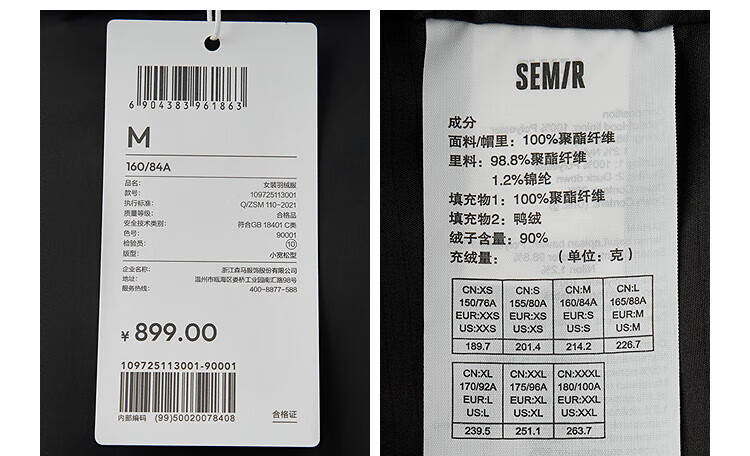 6904383961863
M
160/84A
品名: 女装羽绒服
款号: 109725113001
执行标准: Q/ZSM 110-2021
质量等级: 合格品
安全技术类别: 符合GB 18401 C类
色号: 90001
检验员: 10
版型: 小宽松型
企业名称: 浙江森马服饰股份有限公司
地址: 温州市瓯海区娄桥工业园南汇路98号
服务热线: 400-8877-588
¥ 899.00
109725113001-90001
内部编码 (99)50020078408
合格证
SEM/R
成分
面料/帽里: 100%聚酯纤维
里料: 98.8%聚酯纤维
1.2%锦纶
填充物1: 100%聚酯纤维
填充物2: 鸭绒
绒子含量: 90%
充绒量: (单位: 克)
CN:XS CN:S CN:M CN:L
150/76A 155/80A 160/84A 165/88A
EUR:XXS EUR:XS EUR:S EUR:M
US:XXS US:XS US:S US:M
189.7 201.4 214.2 226.7
CN:XL CN:XXL CN:XXXL
170/92A 175/96A 180/100A
EUR:L EUR:XL EUR:XXL
US:L US:XL US:XXL
239.5 251.1 263.7